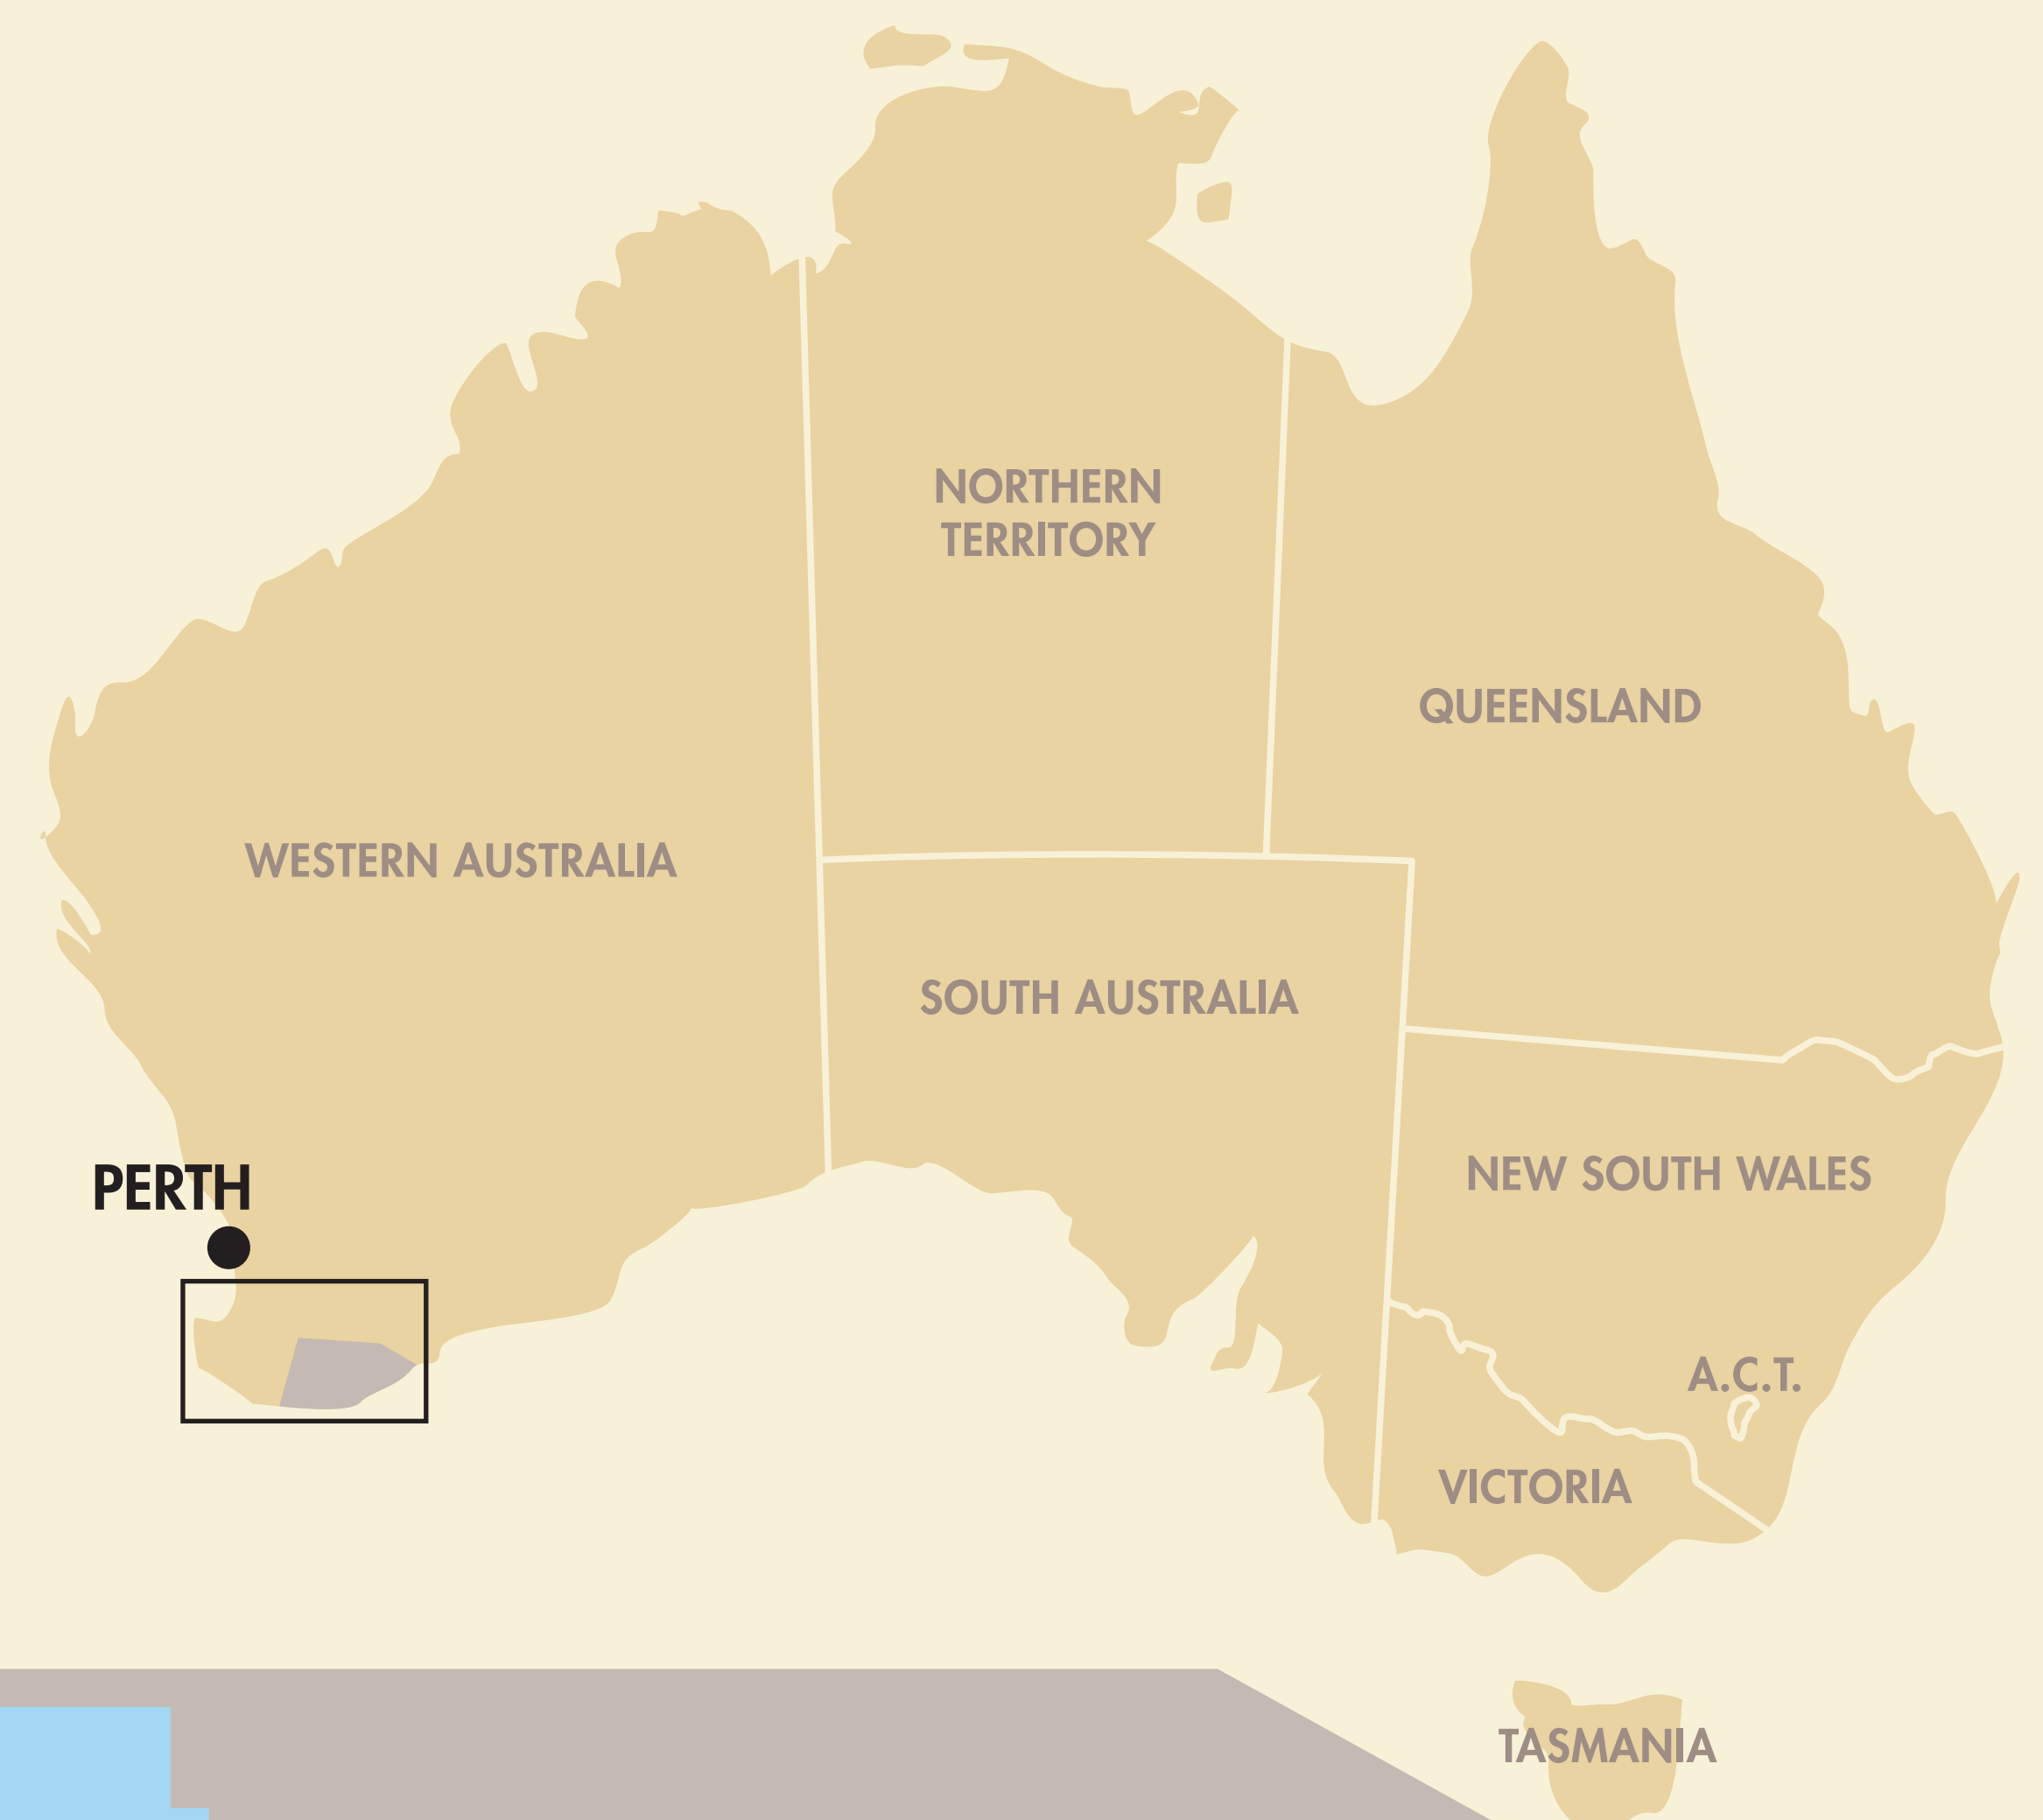 NORTHERN
TERRITORY
QUEENSLAND
WESTERN AUSTRALIA
SOUTH AUSTRALIA
NEW SOUTH WALES
PERTH
A.C.T.
VICTORIA
TASMANIA